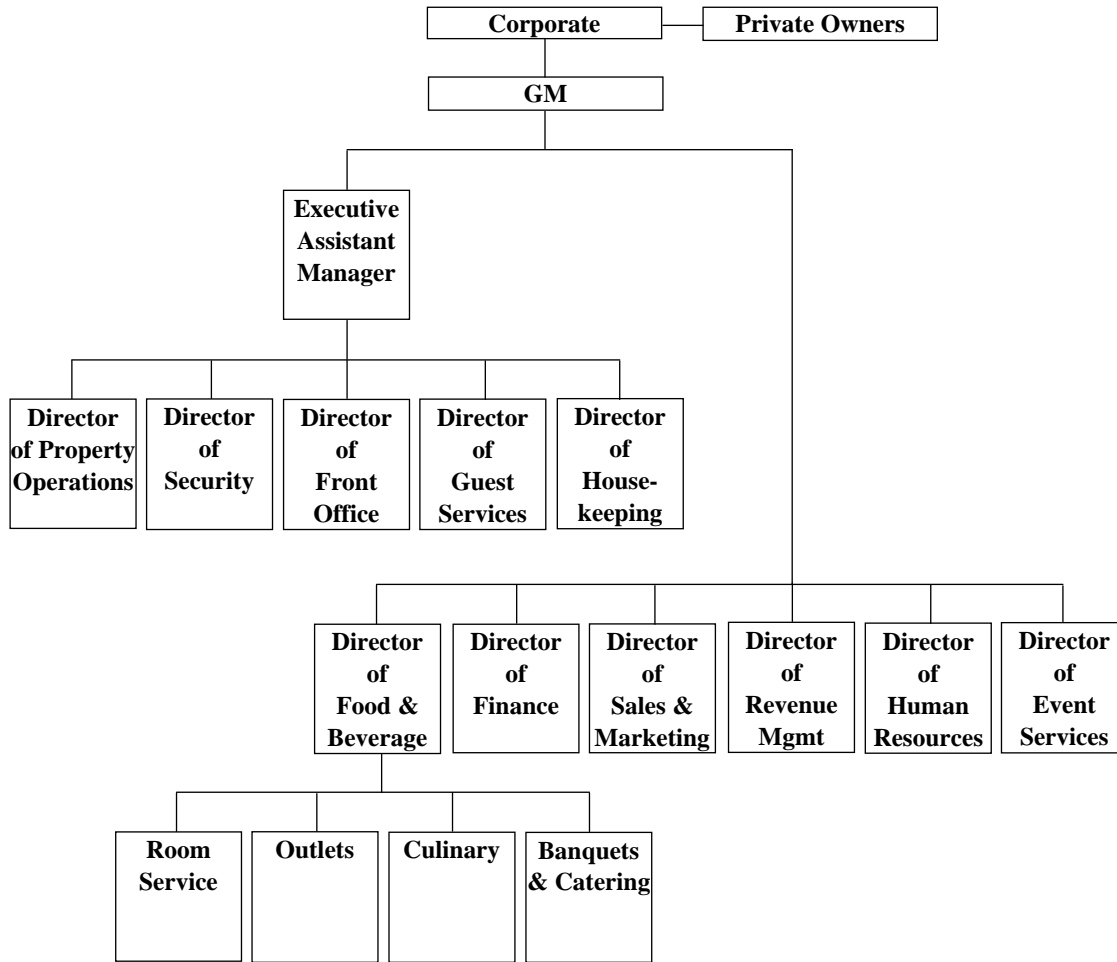 Corporate
Private Owners
GM
Executive
Assistant
Manager
Director
of Property
Operations
Director
of
Security
Director
of
Front
Office
Director
of
Guest
Services
Director
of
House-
keeping
Director
of
Food &
Beverage
Director
of
Finance
Director
of
Sales &
Marketing
Director
of
Revenue
Mgmt
Director
of
Human
Resources
Director
of
Event
Services
Room
Service
Outlets
Culinary
Banquets
& Catering